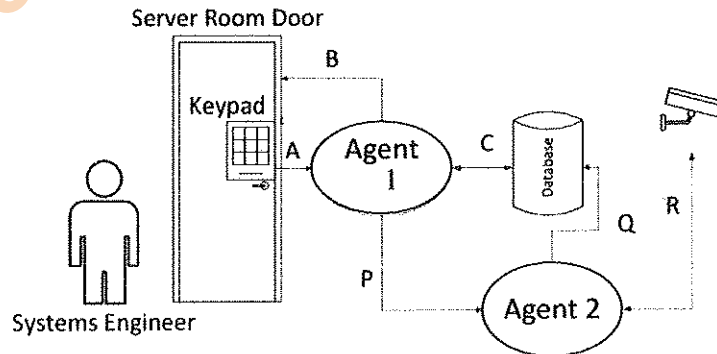 Server Room Door
B
Keypad
A
Agent
1
C
Database
R
Q
P
Agent 2
Systems Engineer